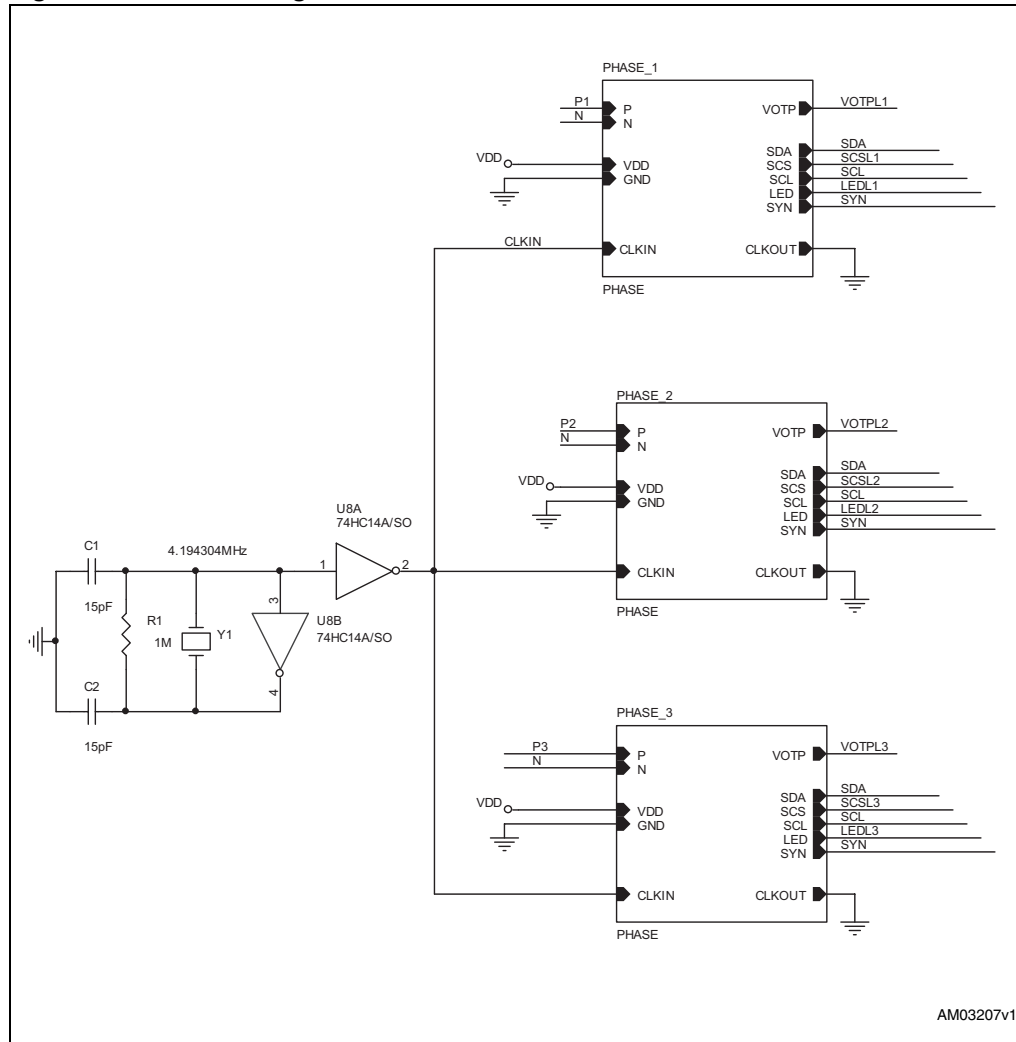 PHASE_1
P1
P
N
N
VDD
VDD
GND
CLKIN
CLKIN
VOTP
VOTPL1
SDA
SDA
SCS
SCSL1
SCL
SCL
LED
LEDL1
SYN
SYN
CLKOUT
PHASE
PHASE_2
P2
P
N
N
VDD
VDD
GND
CLKIN
VOTP
VOTPL2
SDA
SDA
SCS
SCSL2
SCL
SCL
LED
LEDL2
SYN
SYN
CLKOUT
PHASE
U8A
74HC14A/SO
1
2
4.194304MHz
C1
15pF
R1
1M
Y1
3
U8B
74HC14A/SO
4
C2
15pF
PHASE_3
P3
P
N
N
VDD
VDD
GND
CLKIN
VOTP
VOTPL3
SDA
SDA
SCS
SCSL3
SCL
SCL
LED
LEDL3
SYN
SYN
CLKOUT
PHASE
AM03207v1